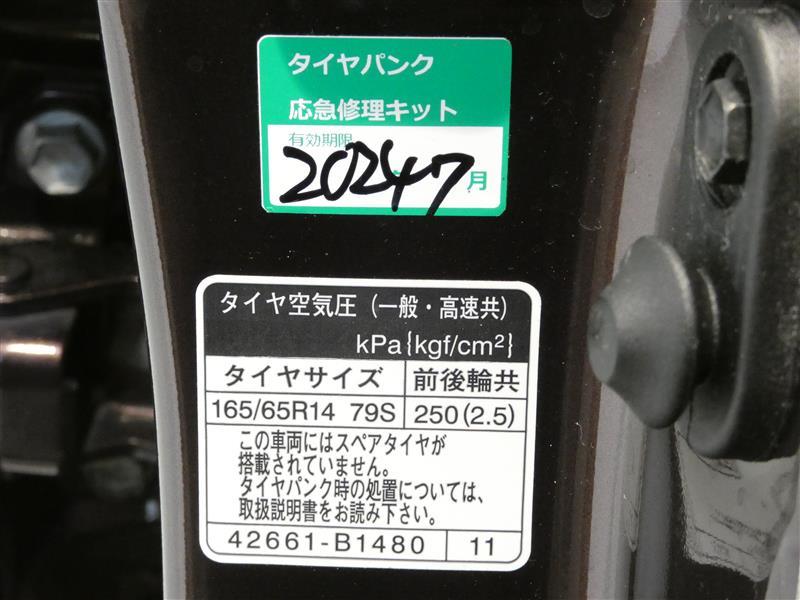 タイヤパンク
応急修理キット
有効期限
2024 7 月
タイヤ空気圧 (一般・高速共)
kPa{kgf/cm²}
タイヤサイズ 前後輪共
165/65R14 79S 250(2.5)
この車両にはスペアタイヤが
搭載されていません。
タイヤパンク時の処置については、
取扱説明書をお読み下さい。
42661-B1480 11